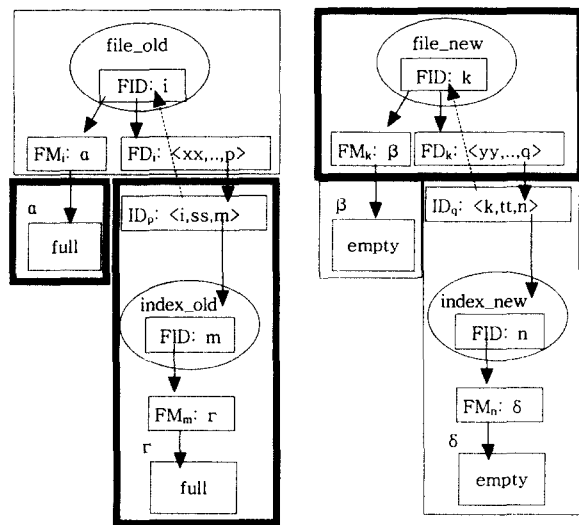 file_old
FID: i
FMi: α
FDi: <xx,..,p>
α
full
IDp: <i,ss,m>
index_old
FID: m
FMm: r
r
full
file_new
FID: k
FMk: β
FDk: <yy,..,q>
β
empty
IDq: <k,tt,n>
index_new
FID: n
FMn: δ
δ
empty